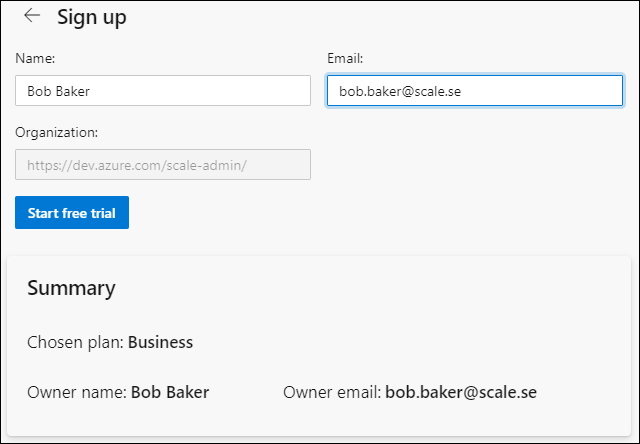 Sign up
Name: Email:
Bob Baker bob.baker@scale.se
Organization:
https://dev.azure.com/scale-admin/
Start free trial
Summary
Chosen plan: Business
Owner name: Bob Baker Owner email: bob.baker@scale.se